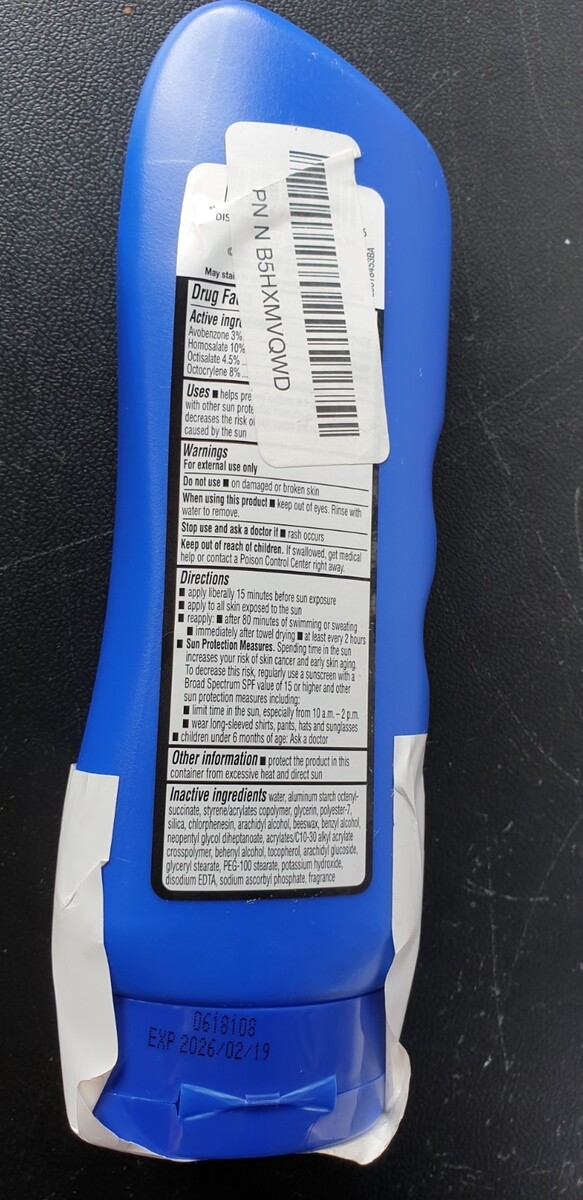 DIS
May stai
PN N B5HXMVQWD
Drug Fa
Active ingre
Avobenzone 3%
Homosalate 10%
Octisalate 4.5% ...
Octocrylene 8% ...
Uses ■ helps pre
with other sun prote
decreases the risk o
caused by the sun
Warnings
For external use only
Do not use ■ on damaged or broken skin
When using this product ■ keep out of eyes. Rinse with
water to remove.
Stop use and ask a doctor if ■ rash occurs
Keep out of reach of children. If swallowed, get medical
help or contact a Poison Control Center right away.
Directions
■ apply liberally 15 minutes before sun exposure
■ apply to all skin exposed to the sun
■ reapply: ■ after 80 minutes of swimming or sweating
■ immediately after towel drying ■ at least every 2 hours
■ Sun Protection Measures. Spending time in the sun
increases your risk of skin cancer and early skin aging.
To decrease this risk, regularly use a sunscreen with a
Broad Spectrum SPF value of 15 or higher and other
sun protection measures including:
■ limit time in the sun, especially from 10 a.m. – 2 p.m.
■ wear long-sleeved shirts, pants, hats and sunglasses
■ children under 6 months of age: Ask a doctor
Other information ■ protect the product in this
container from excessive heat and direct sun
Inactive ingredients water, aluminum starch octenyl-
succinate, styrene/acrylates copolymer, glycerin, polyester-7,
silica, chlorphenesin, arachidyl alcohol, beeswax, benzyl alcohol,
neopentyl glycol diheptanoate, acrylates/C10-30 alkyl acrylate
crosspolymer, behenyl alcohol, tocopherol, arachidyl glucoside,
glyceryl stearate, PEG-100 stearate, potassium hydroxide,
disodium EDTA, sodium ascorbyl phosphate, fragrance
0618108
EXP 2026/02/19